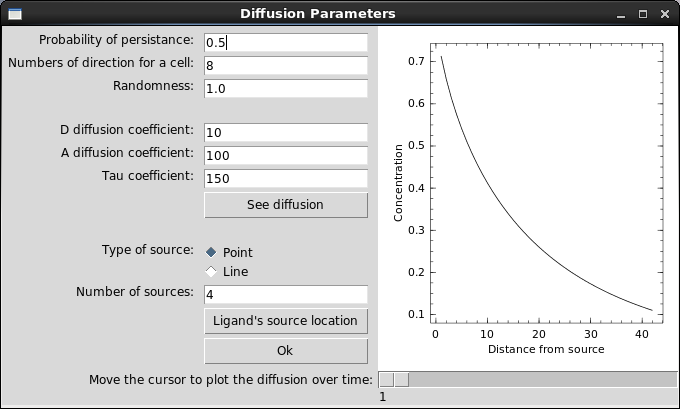 Diffusion Parameters
Probability of persistance: 0.5
Numbers of direction for a cell: 8
Randomness: 1.0
D diffusion coefficient: 10
A diffusion coefficient: 100
Tau coefficient: 150
See diffusion
Type of source: Point
Line
Number of sources: 4
Ligand's source location
Ok
Move the cursor to plot the diffusion over time:
1
0.7
0.6
0.5
0.4
0.3
0.2
0.1
Concentration
0 10 20 30 40
Distance from source